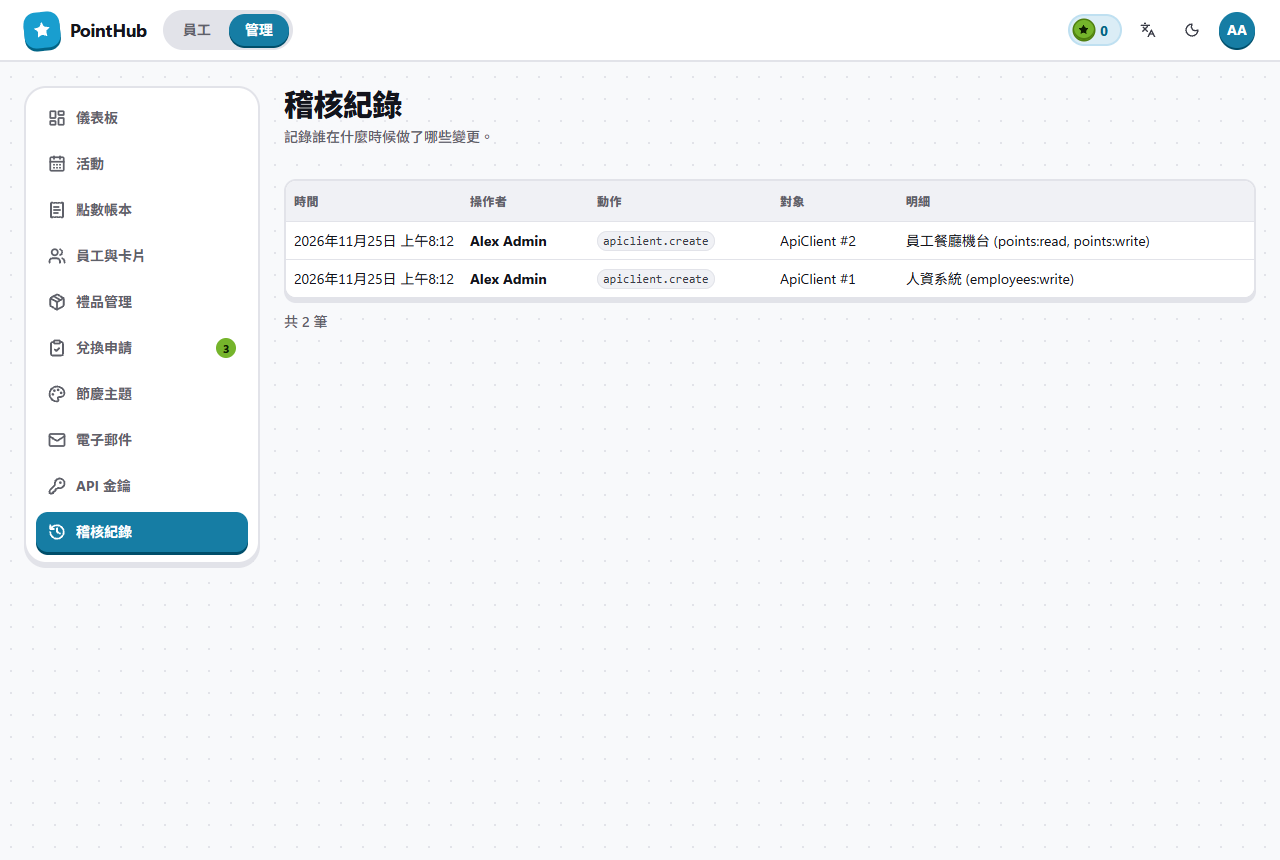 PointHub 員工 管理 0 AA
儀表板
活動
點數帳本
員工與卡片
禮品管理
兌換申請 3
節慶主題
電子郵件
API 金鑰
稽核紀錄
稽核紀錄
記錄誰在什麼時候做了哪些變更。
時間 操作者 動作 對象 明細
2026年11月25日 上午8:12 Alex Admin apiclient.create ApiClient #2 員工餐廳機台 (points:read, points:write)
2026年11月25日 上午8:12 Alex Admin apiclient.create ApiClient #1 人資系統 (employees:write)
共 2 筆